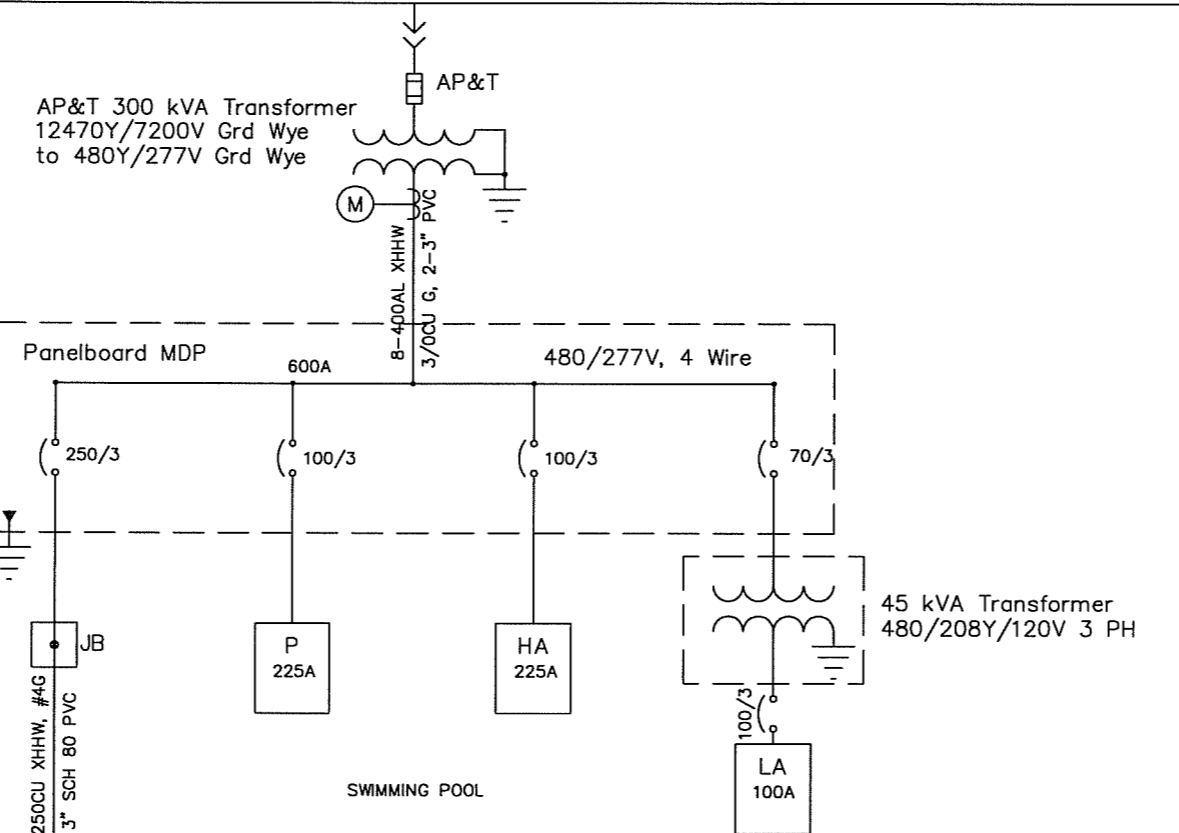 AP&T
AP&T 300 kVA Transformer
12470Y/7200V Grd Wye
to 480Y/277V Grd Wye
M
8-400AL XHHW
3/0CU G, 2-3" PVC
Panelboard MDP
600A
480/277V, 4 Wire
250/3
100/3
100/3
70/3
45 kVA Transformer
480/208Y/120V 3 PH
JB
P
225A
HA
225A
100/3
LA
100A
250CU XHHW, #4G
3" SCH 80 PVC
SWIMMING POOL